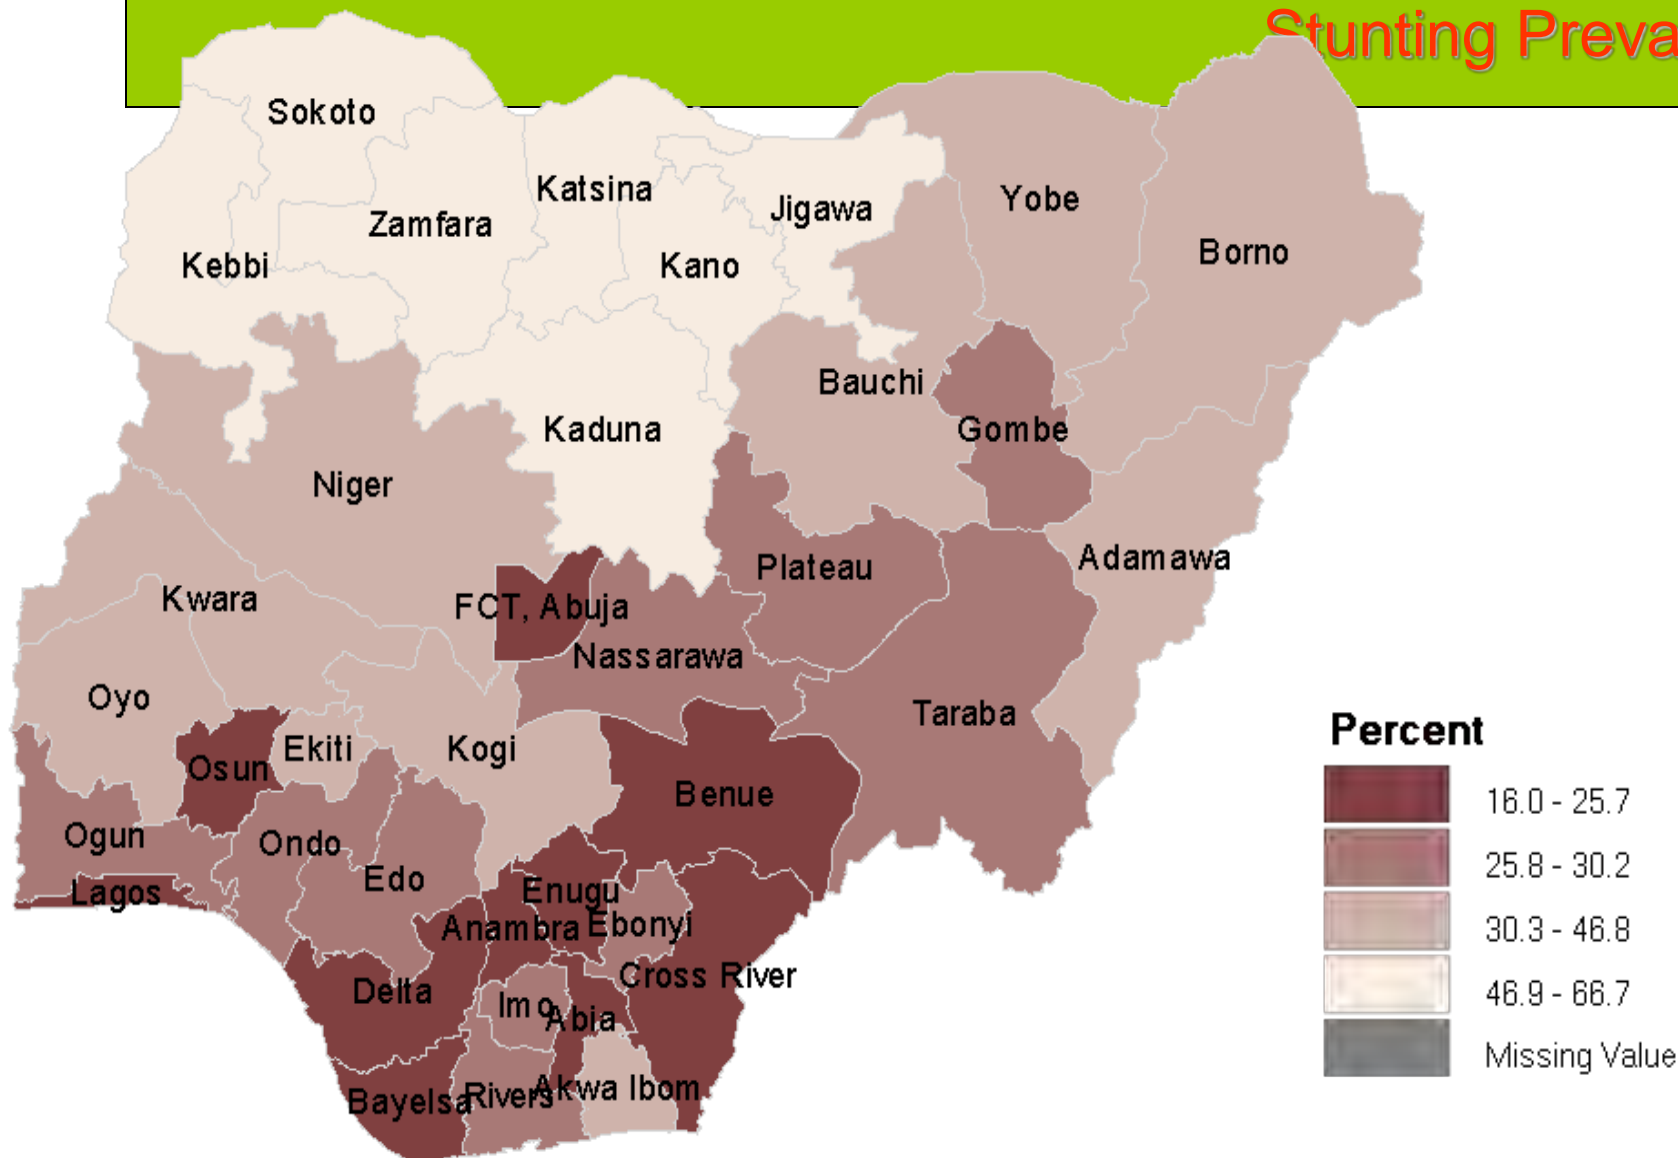 Stunting Preva
Sokoto
Katsina
Jigawa
Yobe
Zamfara
Borno
Kebbi
Kano
Bauchi
Kaduna
Gombe
Niger
Adamawa
Plateau
Kwara
FCT, Abuja
Nassarawa
Oyo
Taraba
Ekiti
Kogi
Osun
Benue
Ogun
Ondo
Edo
Lagos
Enugu
Anambra
Ebonyi
Cross River
Delta
Imo
Abia
Akwa Ibom
Rivers
Bayelsa
Percent
16.0 - 25.7
25.8 - 30.2
30.3 - 46.8
46.9 - 66.7
Missing Value